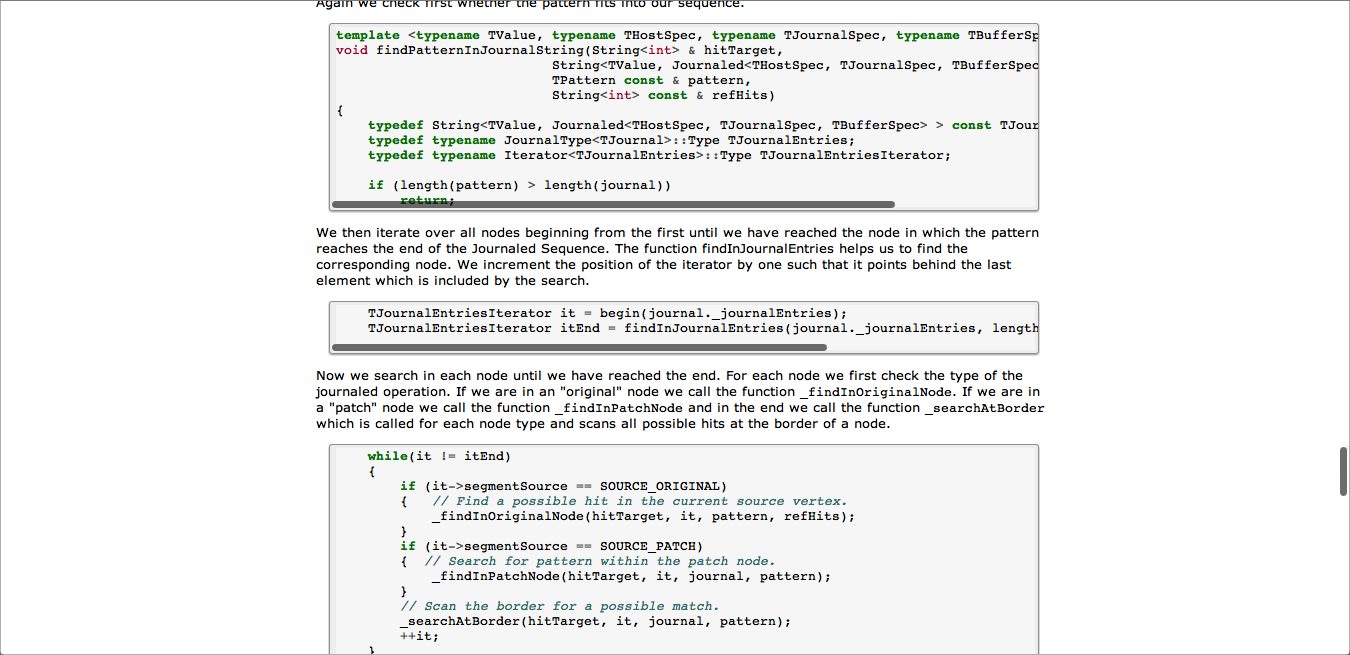 Again we check first whether the pattern fits into our sequence.
template <typename TValue, typename THostSpec, typename TJournalSpec, typename TBufferSp
void findPatternInJournalString(String<int> & hitTarget,
String<TValue, Journaled<THostSpec, TJournalSpec, TBufferSpec
TPattern const & pattern,
String<int> const & refHits)
{
typedef String<TValue, Journaled<THostSpec, TJournalSpec, TBufferSpec> > const TJour
typedef typename JournalType<TJournal>::Type TJournalEntries;
typedef typename Iterator<TJournalEntries>::Type TJournalEntriesIterator;
if (length(pattern) > length(journal))
return;
We then iterate over all nodes beginning from the first until we have reached the node in which the pattern
reaches the end of the Journaled Sequence. The function findInJournalEntries helps us to find the
corresponding node. We increment the position of the iterator by one such that it points behind the last
element which is included by the search.
TJournalEntriesIterator it = begin(journal._journalEntries);
TJournalEntriesIterator itEnd = findInJournalEntries(journal._journalEntries, length
Now we search in each node until we have reached the end. For each node we first check the type of the
journaled operation. If we are in an "original" node we call the function _findInOriginalNode. If we are in
a "patch" node we call the function _findInPatchNode and in the end we call the function _searchAtBorder
which is called for each node type and scans all possible hits at the border of a node.
while(it != itEnd)
{
if (it->segmentSource == SOURCE_ORIGINAL)
{ // Find a possible hit in the current source vertex.
_findInOriginalNode(hitTarget, it, pattern, refHits);
}
if (it->segmentSource == SOURCE_PATCH)
{ // Search for pattern within the patch node.
_findInPatchNode(hitTarget, it, journal, pattern);
}
// Scan the border for a possible match.
_searchAtBorder(hitTarget, it, journal, pattern);
++it;
}